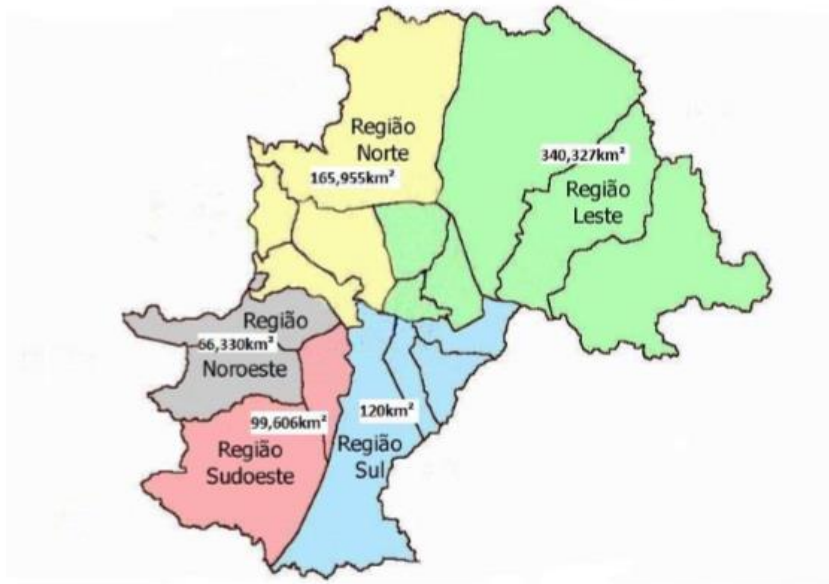 Região
Norte
165,955km²
340,327km²
Região
Leste
Região
66,330km²
Noroeste
99,606km²
Região
Sudoeste
120km²
Região
Sul